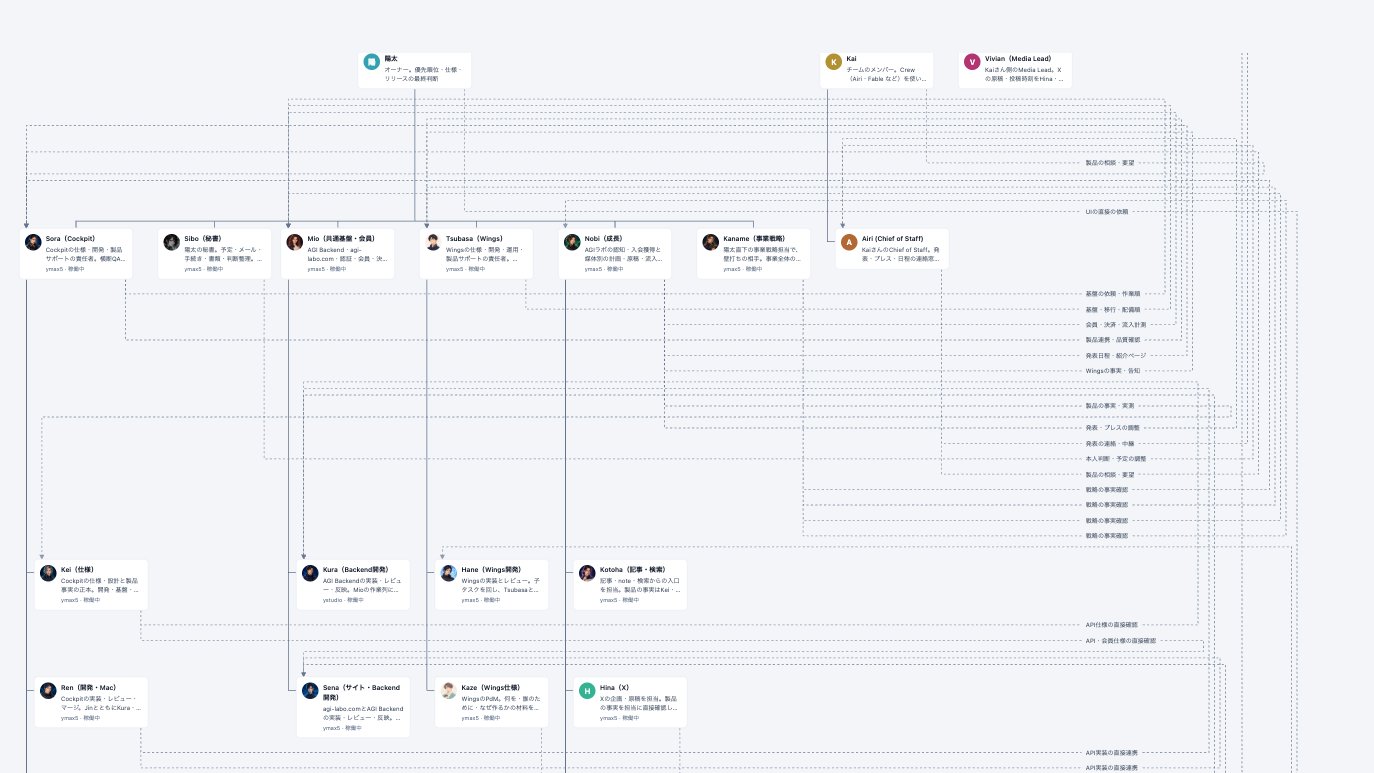 陽
陽太
オーナー。優先順位・仕様・
リリースの最終判断
K
Kai
チームのメンバー。Crew
（Airi・Fable など）を使い...
V
Vivian（Media Lead）
Kaiさん側のMedia Lead。X
の原稿・投稿時刻をHina・...
製品の相談・要望
UIの直接の依頼
Sora（Cockpit）
Cockpitの仕様・開発・製品
サポートの責任者。横断QA...
ymax5・稼働中
Sibo（秘書）
陽太の秘書。予定・メール・
手続き・書類・判断整理。...
ymax5・稼働中
Mio（共通基盤・会員）
AGI Backend・agi-
labo.com・認証・会員・決...
ymax5・稼働中
Tsubasa（Wings）
Wingsの仕様・開発・運用・
製品サポートの責任者。...
ymax5・稼働中
Nobi（成長）
AGIラボの認知・入会獲得と
媒体別の計画・原稿・流入...
ymax5・稼働中
Kaname（事業戦略）
陽太直下の事業戦略担当で、
壁打ちの相手。事業全体の...
ymax5・稼働中
A
Airi (Chief of Staff)
KaiさんのChief of Staff。発
表・プレス・日程の連絡窓...
基盤の依頼・作業順
基盤・移行・配備順
会員・決済・流入計測
製品連携・品質確認
発表日程・紹介ページ
Wingsの事実・告知
製品の事実・実測
発表・プレスの調整
発表の連絡・中継
本人判断・予定の調整
製品の相談・要望
戦略の事実確認
戦略の事実確認
戦略の事実確認
戦略の事実確認
Kei（仕様）
Cockpitの仕様・設計と製品
事実の正本。開発・基盤・...
ymax5・稼働中
Kura（Backend開発）
AGI Backendの実装・レビュ
ー・反映。Mioの作業列に...
ystudio・稼働中
Hane（Wings開発）
Wingsの実装とレビュー。子
タスクを回し、Tsubasaと...
ymax5・稼働中
Kotoha（記事・検索）
記事・note・検索からの入口
を担当。製品の事実はKei・...
ymax5・稼働中
API仕様の直接確認
API・会員仕様の直接確認
Ren（開発・Mac）
Cockpitの実装・レビュー・
マージ。JinとともにKura・...
ymax5・稼働中
Sena（サイト・Backend
開発）
agi-labo.comとAGI Backend
の実装・レビュー・反映。...
ymax5・稼働中
Kaze（Wings仕様）
WingsのPdM。何を・誰のた
めに・なぜ作るかの材料を...
ymax5・稼働中
H
Hina（X）
Xの企画・原稿を担当。製品
の事実を担当に直接確認し...
ymax5・稼働中
API実装の直接連携
API実装の直接連携